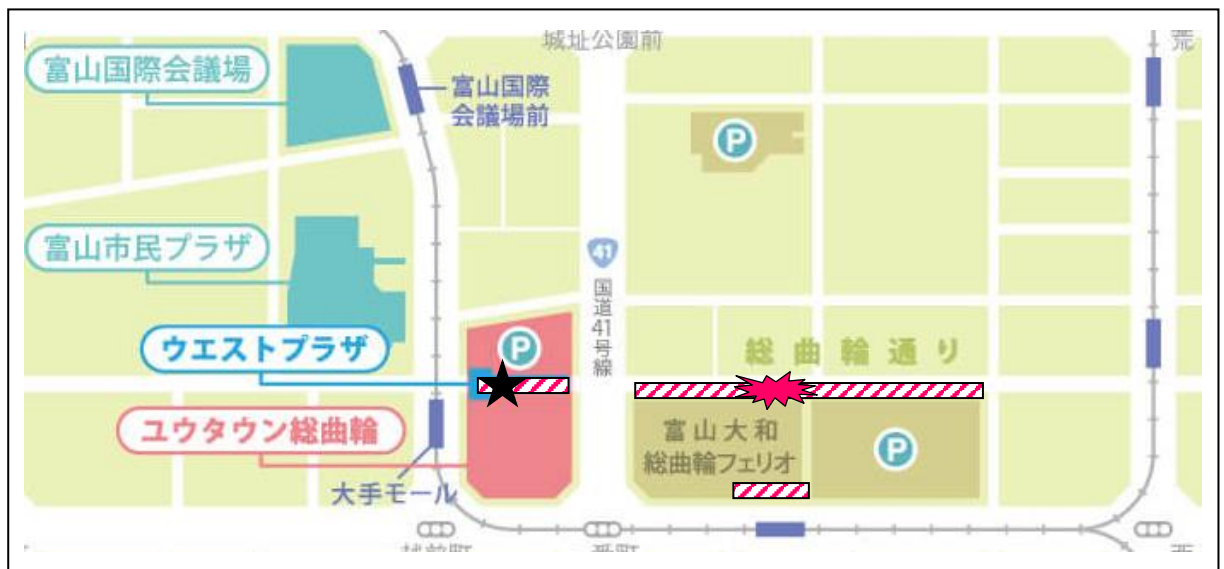 城址公園前
荒
富山国際会議場
富山国際
会議場前
P
富山市民プラザ
41
国道41号線
ウエストプラザ
P
総曲輪通り
ユウタウン総曲輪
富山大和
総曲輪フェリオ
P
大手モール